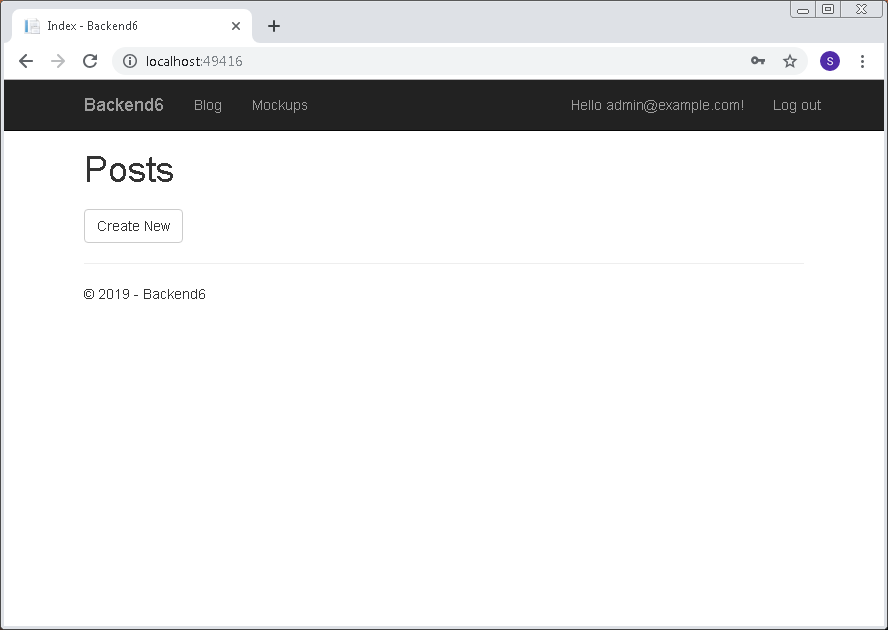 Index - Backend6
localhost:49416
S
Backend6 Blog Mockups Hello admin@example.com! Log out
Posts
Create New
© 2019 - Backend6